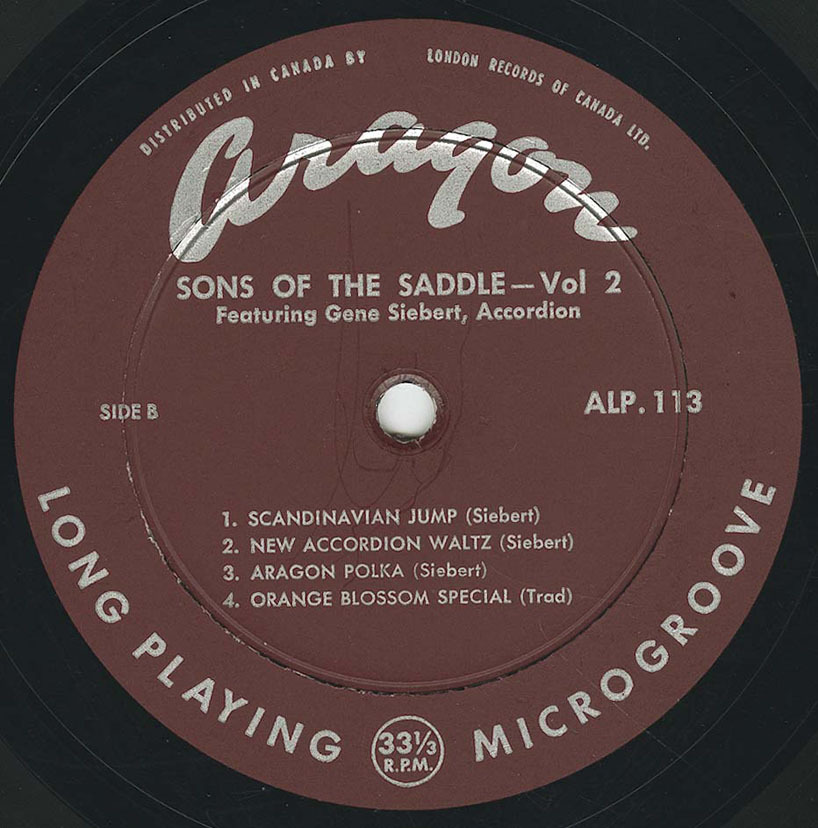 DISTRIBUTED IN CANADA BY LONDON RECORDS OF CANADA LTD.
Aragon
SONS OF THE SADDLE—Vol 2
Featuring Gene Siebert, Accordion
SIDE B
ALP. 113
1. SCANDINAVIAN JUMP (Siebert)
2. NEW ACCORDION WALTZ (Siebert)
3. ARAGON POLKA (Siebert)
4. ORANGE BLOSSOM SPECIAL (Trad)
LONG PLAYING MICROGROOVE
33⅓
R.P.M.